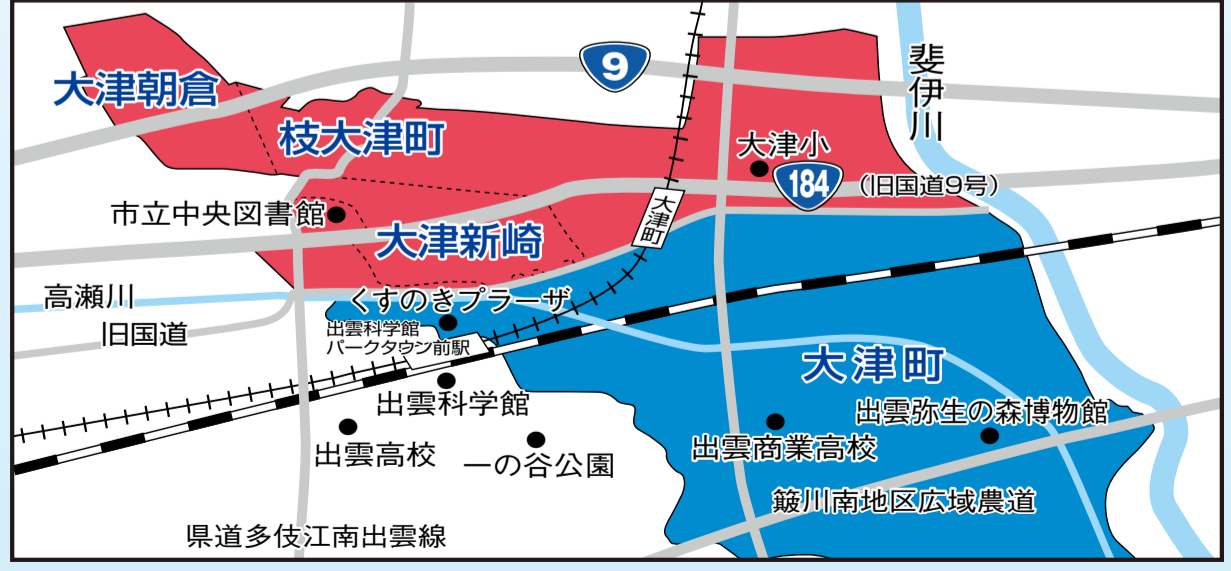 9
斐伊川
大津朝倉
枝大津町
大津小
184
(旧国道9号)
市立中央図書館
大津町
大津新崎
高瀬川
くすのきプラーザ
旧国道
出雲科学館
パークタウン前駅
大津町
出雲科学館
出雲弥生の森博物館
出雲高校
一の谷公園
出雲商業高校
簸川南地区広域農道
県道多伎江南出雲線